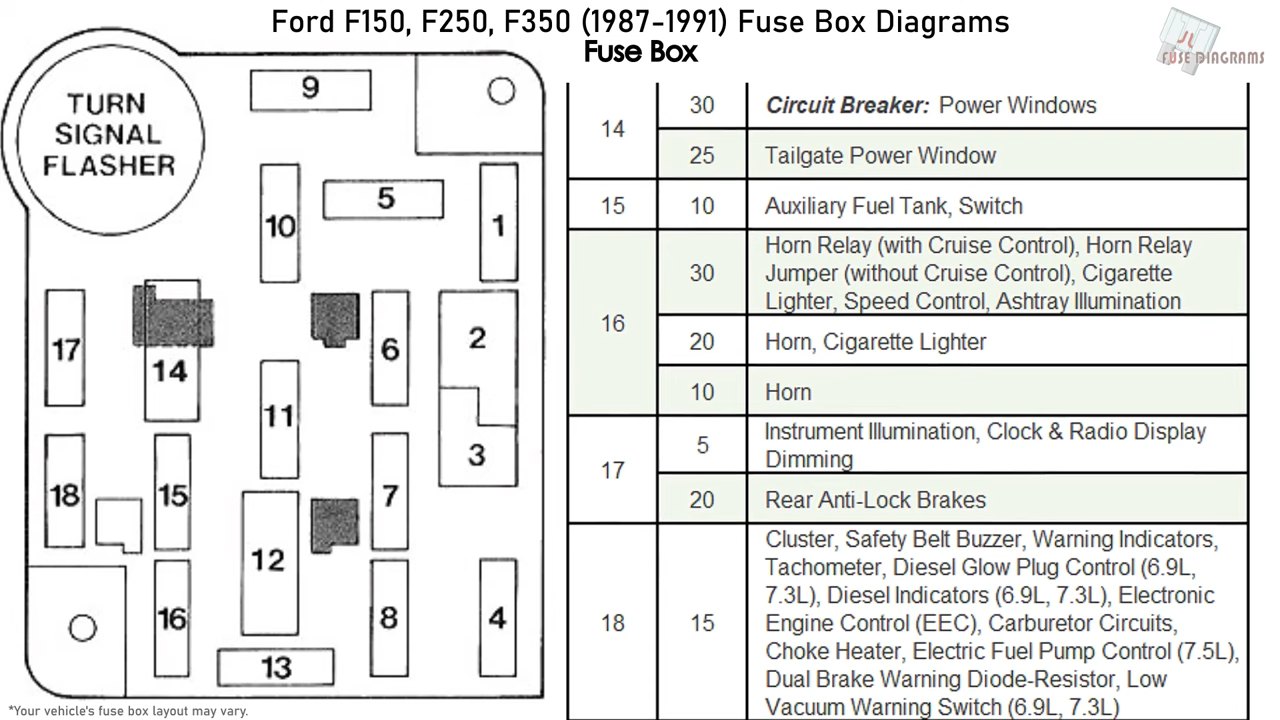 Ford F150, F250, F350 (1987-1991) Fuse Box Diagrams
Fuse Box
JL
FUSE DIAGRAMS
TURN
SIGNAL
FLASHER
9
10
5
1
17
14
6
2
11
3
18
15
7
12
16
8
4
13
*Your vehicle's fuse box layout may vary.
14
30
Circuit Breaker: Power Windows
25
Tailgate Power Window
15
10
Auxiliary Fuel Tank, Switch
16
30
Horn Relay (with Cruise Control), Horn Relay
Jumper (without Cruise Control), Cigarette
Lighter, Speed Control, Ashtray Illumination
20
Horn, Cigarette Lighter
10
Horn
17
5
Instrument Illumination, Clock & Radio Display
Dimming
20
Rear Anti-Lock Brakes
18
15
Cluster, Safety Belt Buzzer, Warning Indicators,
Tachometer, Diesel Glow Plug Control (6.9L,
7.3L), Diesel Indicators (6.9L, 7.3L), Electronic
Engine Control (EEC), Carburetor Circuits,
Choke Heater, Electric Fuel Pump Control (7.5L),
Dual Brake Warning Diode-Resistor, Low
Vacuum Warning Switch (6.9L, 7.3L)